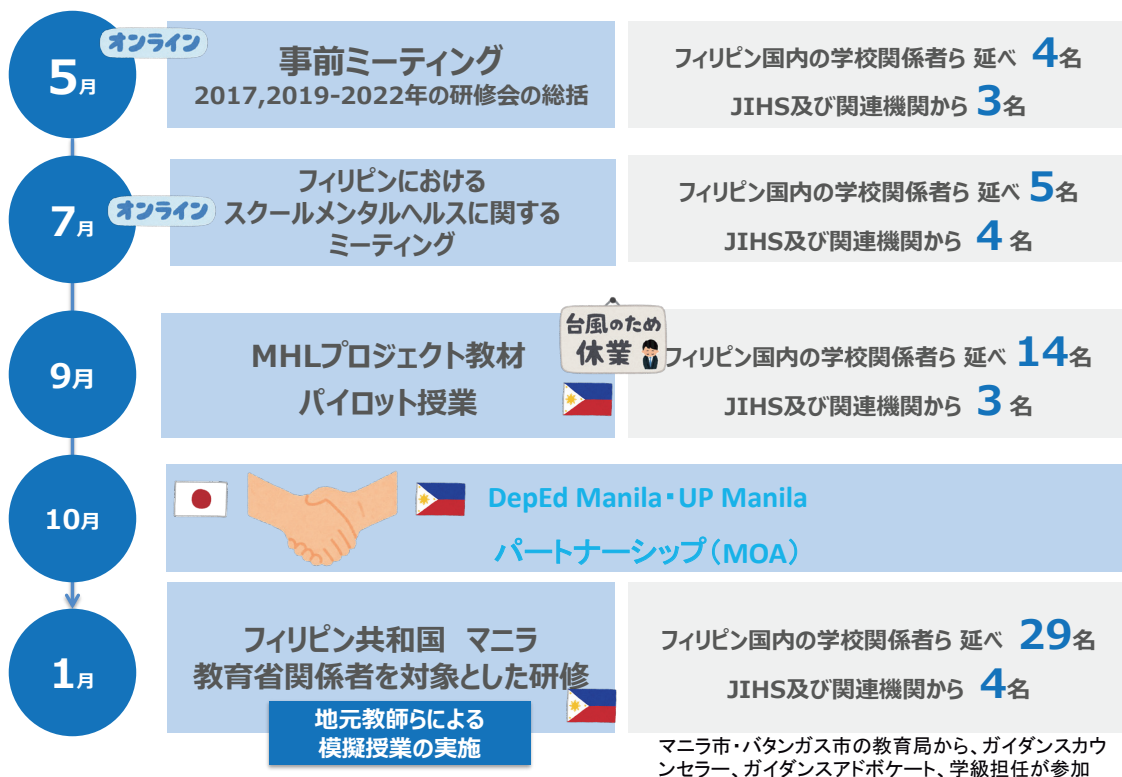 オンライン
5月
事前ミーティング
2017,2019-2022年の研修会の総括
フィリピン国内の学校関係者ら 延べ 4名
JIHS及び関連機関から 3名
7月
オンライン
フィリピンにおける
スクールメンタルヘルスに関する
ミーティング
フィリピン国内の学校関係者ら 延べ 5名
JIHS及び関連機関から 4 名
9月
MHLプロジェクト教材
パイロット授業
台風のため
休業
フィリピン国内の学校関係者ら 延べ 14名
JIHS及び関連機関から 3 名
10月
DepEd Manila・UP Manila
パートナーシップ(MOA)
1月
フィリピン共和国 マニラ
教育省関係者を対象とした研修
地元教師らによる
模擬授業の実施
フィリピン国内の学校関係者ら 延べ 29名
JIHS及び関連機関から 4名
マニラ市・バタンガス市の教育局から、ガイダンスカウ
ンセラー、ガイダンスアドボケート、学級担任が参加